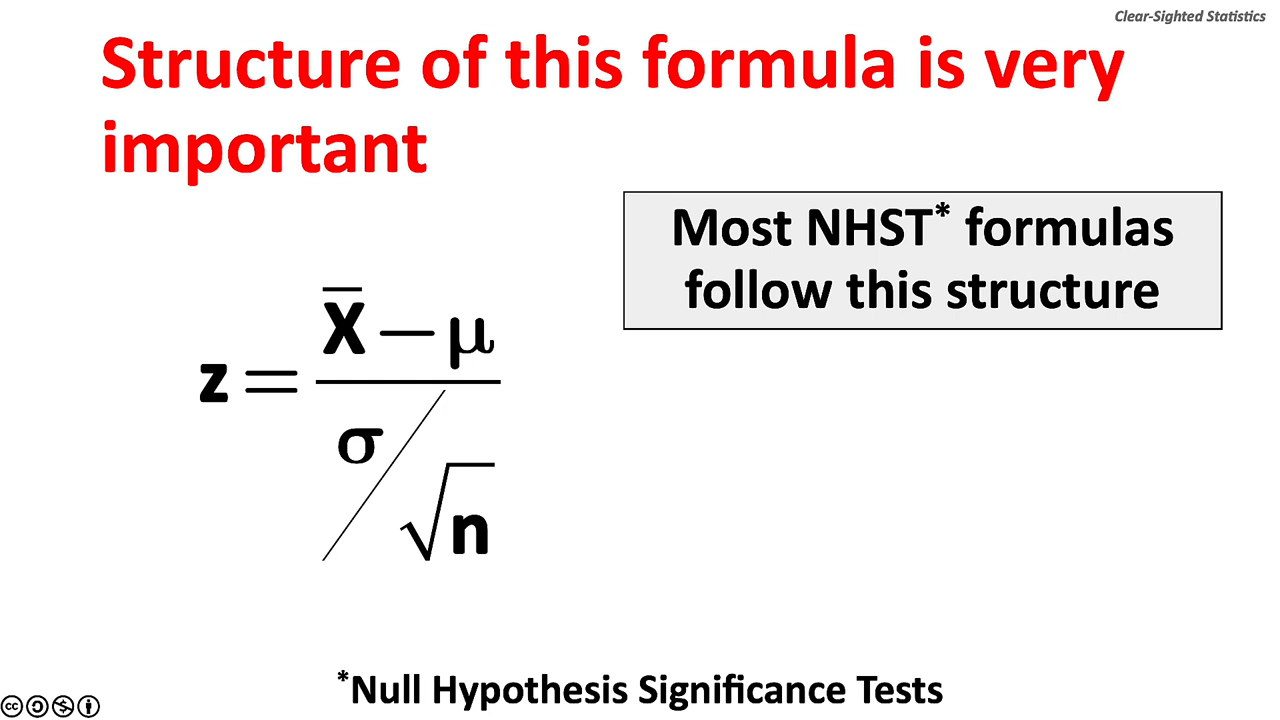 Clear-Sighted Statistics
Structure of this formula is very
important
Most NHST* formulas
follow this structure
z = (X̄ − μ) / (σ/√n)
*Null Hypothesis Significance Tests